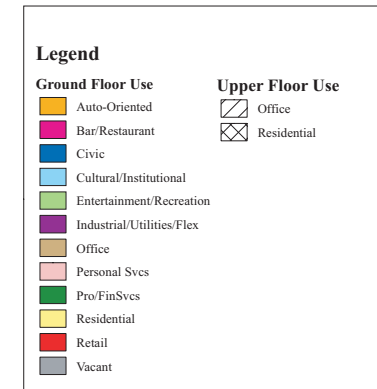 Legend
Ground Floor Use
Auto-Oriented
Bar/Restaurant
Civic
Cultural/Institutional
Entertainment/Recreation
Industrial/Utilities/Flex
Office
Personal Svcs
Pro/FinSvcs
Residential
Retail
Vacant
Upper Floor Use
Office
Residential